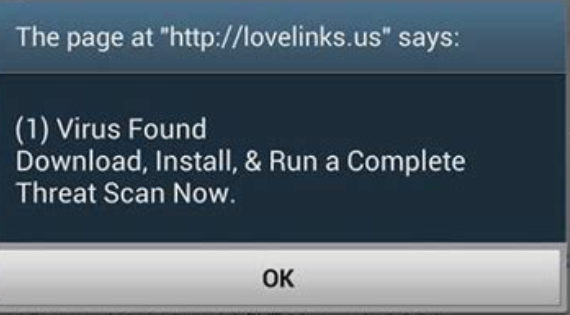 The page at "http://lovelinks.us" says:
(1) Virus Found
Download, Install, & Run a Complete
Threat Scan Now.
OK